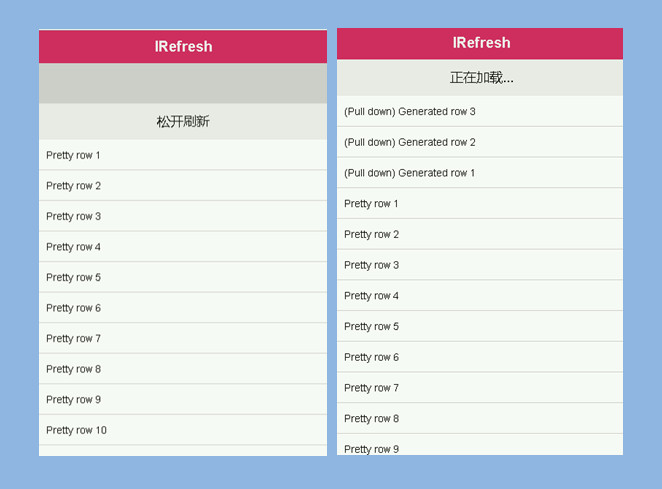 IRefresh
松开刷新
Pretty row 1
Pretty row 2
Pretty row 3
Pretty row 4
Pretty row 5
Pretty row 6
Pretty row 7
Pretty row 8
Pretty row 9
Pretty row 10
IRefresh
正在加载...
(Pull down) Generated row 3
(Pull down) Generated row 2
(Pull down) Generated row 1
Pretty row 1
Pretty row 2
Pretty row 3
Pretty row 4
Pretty row 5
Pretty row 6
Pretty row 7
Pretty row 8
Pretty row 9